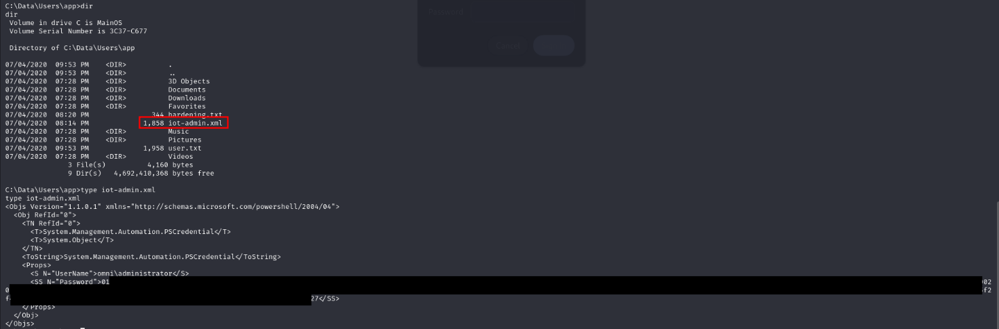 C:\Data\Users\app>dir
dir
Volume in drive C is MainOS
Volume Serial Number is 3C37-C677
Directory of C:\Data\Users\app
07/04/2020 09:53 PM <DIR> .
07/04/2020 09:53 PM <DIR> ..
07/04/2020 07:28 PM <DIR> 3D Objects
07/04/2020 07:28 PM <DIR> Documents
07/04/2020 07:28 PM <DIR> Downloads
07/04/2020 07:28 PM <DIR> Favorites
07/04/2020 08:20 PM 344 hardening.txt
07/04/2020 08:14 PM 1,858 iot-admin.xml
07/04/2020 07:28 PM <DIR> Music
07/04/2020 07:28 PM <DIR> Pictures
07/04/2020 09:53 PM 1,958 user.txt
07/04/2020 07:28 PM <DIR> Videos
3 File(s) 4,160 bytes
9 Dir(s) 4,692,410,368 bytes free
C:\Data\Users\app>type iot-admin.xml
type iot-admin.xml
<Objs Version="1.1.0.1" xmlns="http://schemas.microsoft.com/powershell/2004/04">
<Obj RefId="0">
<TN RefId="0">
<T>System.Management.Automation.PSCredential</T>
<T>System.Object</T>
</TN>
<ToString>System.Management.Automation.PSCredential</ToString>
<Props>
<S N="UserName">omni\administrator</S>
<SS N="Password">01
27</SS>
</Props>
</Obj>
</Objs>
Password
Cancel